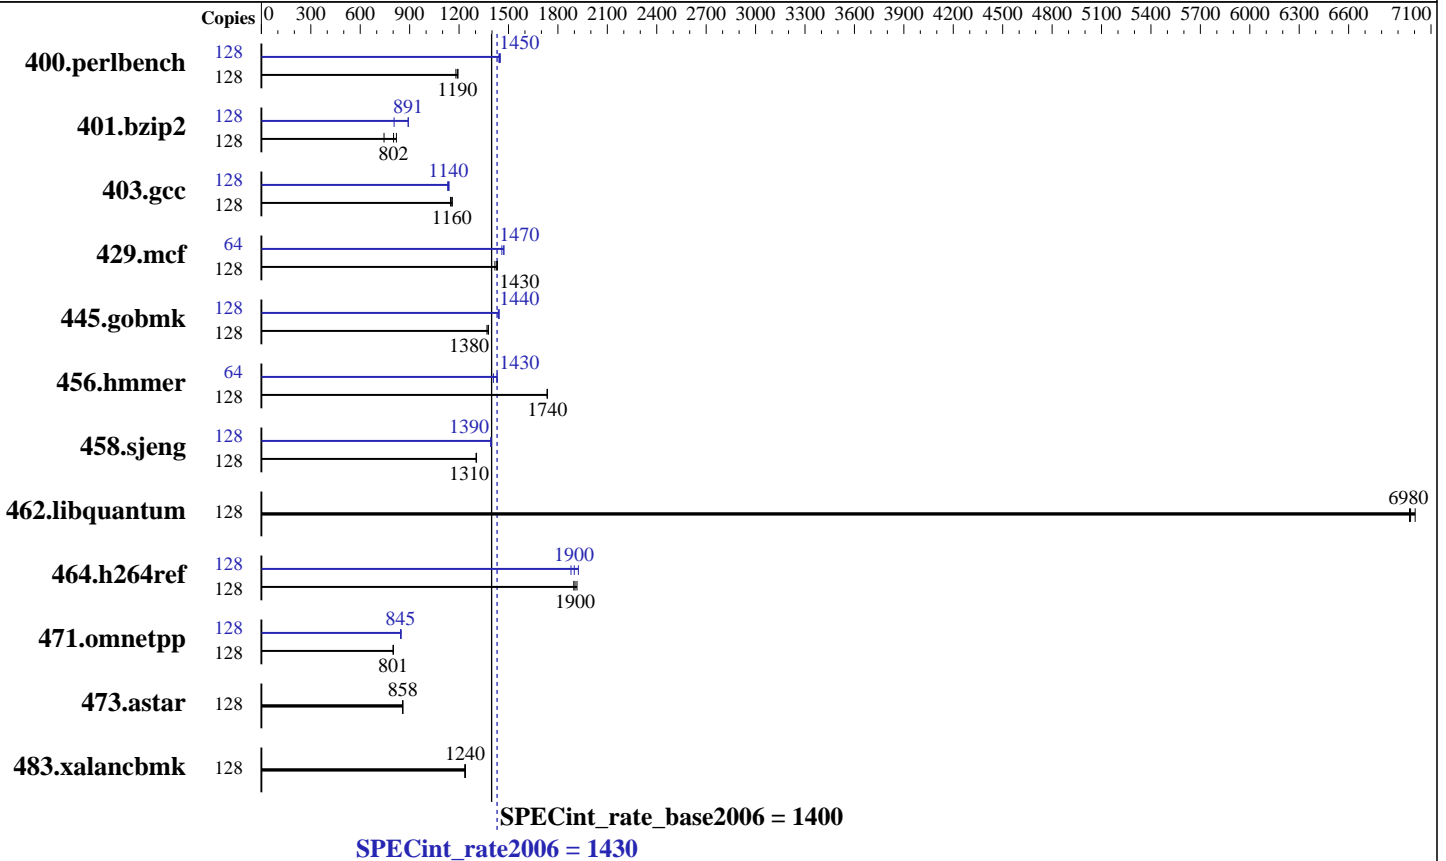 Copies 0 300 600 900 1200 1500 1800 2100 2400 2700 3000 3300 3600 3900 4200 4500 4800 5100 5400 5700 6000 6300 6600 7100
400.perlbench 128 1450
128 1190
401.bzip2 128 891
128 802
403.gcc 128 1140
128 1160
429.mcf 64 1470
128 1430
445.gobmk 128 1440
128 1380
456.hmmer 64 1430
128 1740
458.sjeng 128 1390
128 1310
462.libquantum 128 6980
464.h264ref 128 1900
128 1900
471.omnetpp 128 845
128 801
473.astar 128 858
483.xalancbmk 128 1240
SPECint_rate_base2006 = 1400
SPECint_rate2006 = 1430